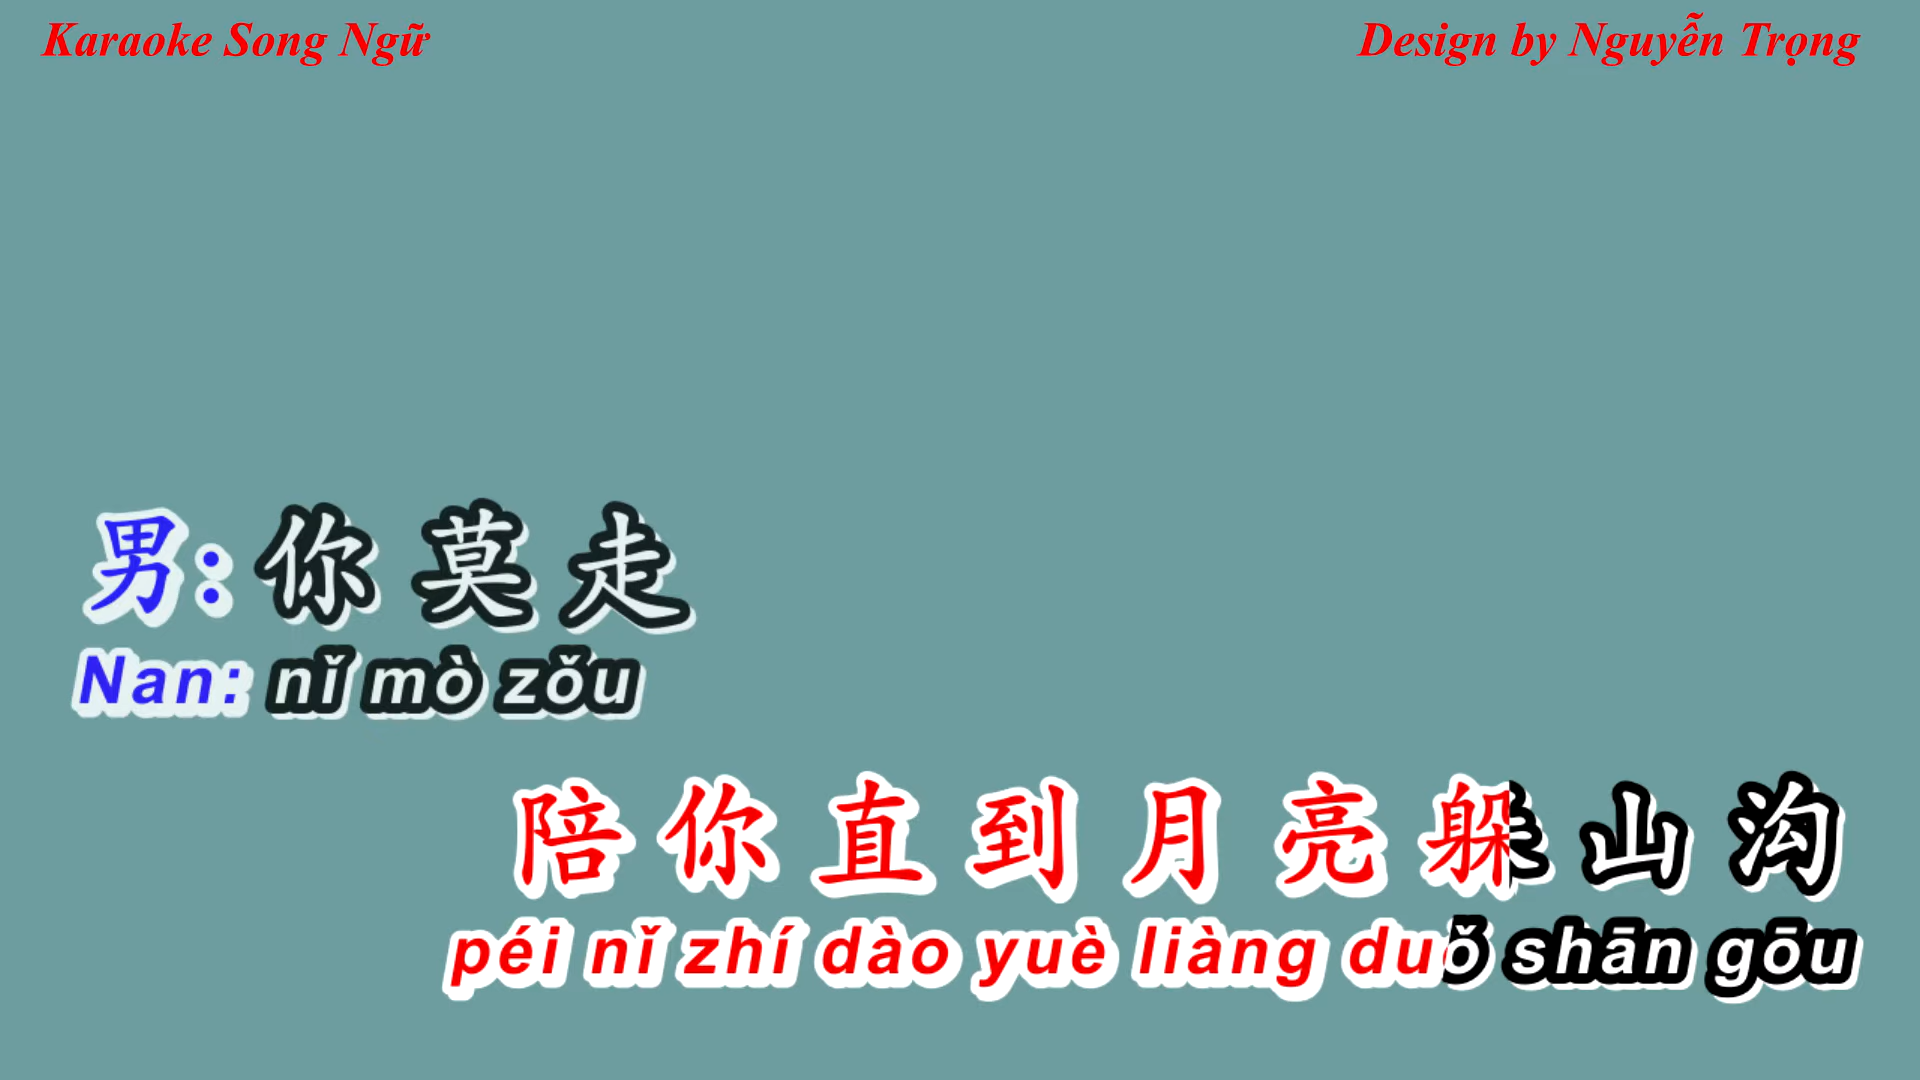 Karaoke Song Ngữ
Design by Nguyễn Trọng
男: 你 莫 走
Nan: nǐ mò zǒu
陪 你 直 到 月 亮 躲 山 沟
péi nǐ zhí dào yuè liàng duǒ shān gōu